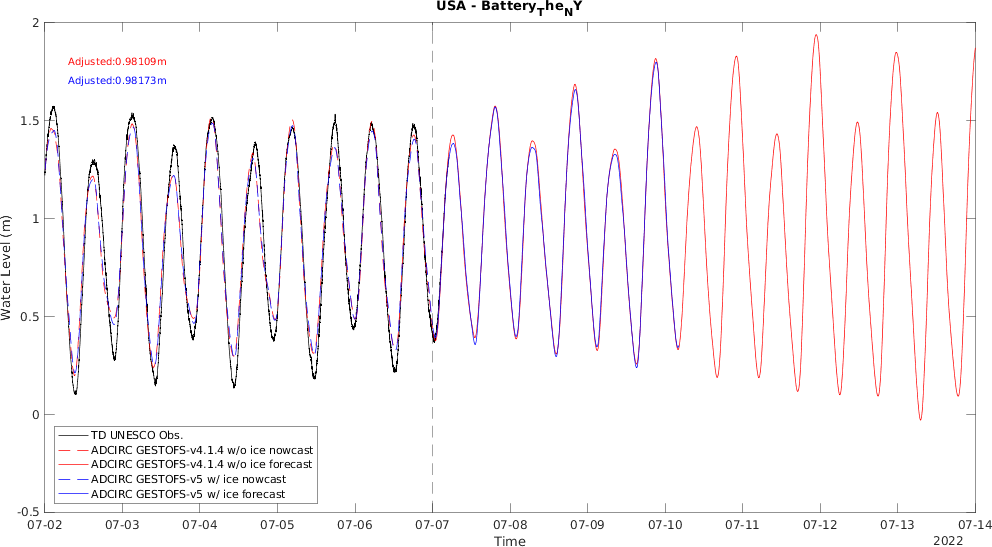 USA - BatteryTheNY
2
Adjusted:0.98109m
Adjusted:0.98173m
1.5
1
Water Level (m)
0.5
0
TD UNESCO Obs.
ADCIRC GESTOFS-v4.1.4 w/o ice nowcast
ADCIRC GESTOFS-v4.1.4 w/o ice forecast
ADCIRC GESTOFS-v5 w/ ice nowcast
ADCIRC GESTOFS-v5 w/ ice forecast
-0.5
07-02 07-03 07-04 07-05 07-06 07-07 07-08 07-09 07-10 07-11 07-12 07-13 07-14
Time
2022